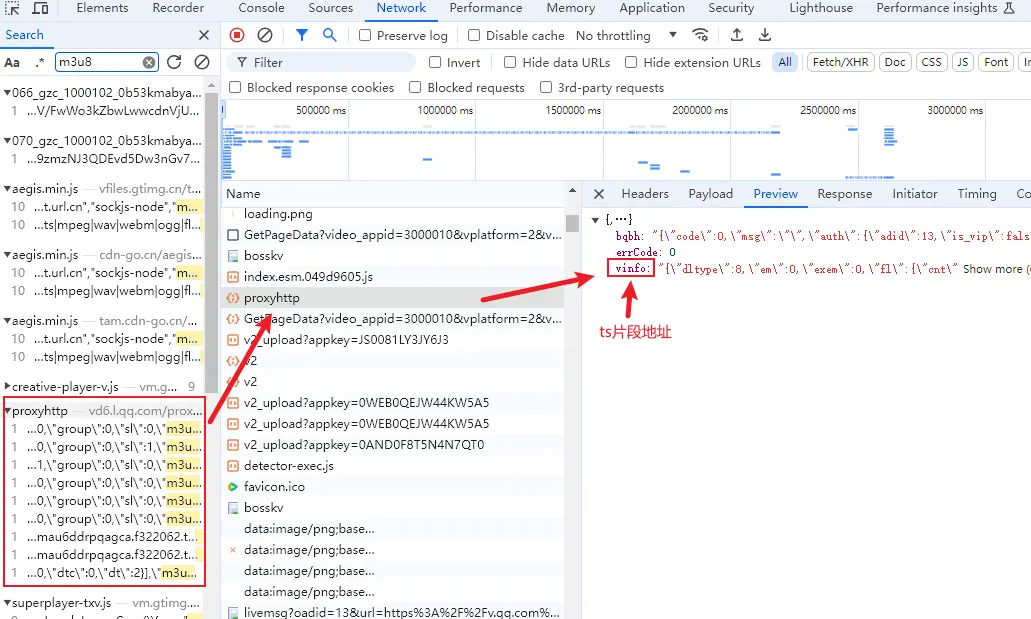 Elements Recorder Console Sources Network Performance Memory Application Security Lighthouse Performance insights
Search
Preserve log Disable cache No throttling
Aa .* m3u8
Filter Invert Hide data URLs Hide extension URLs All Fetch/XHR Doc CSS JS Font
Blocked response cookies Blocked requests 3rd-party requests
500000 ms 1000000 ms 1500000 ms 2000000 ms 2500000 ms 3000000 ms
066_gzc_1000102_0b53kmabya...
1 ...V/FwWo3kZbwLwwcdnVjU...
070_gzc_1000102_0b53kmabya...
1 ...9zmzNJ3QDEvd5Dw3nGv7...
aegis.min.js — vfiles.gtimg.cn/t...
10 ...t.url.cn","sockjs-node","m...
10 ...ts|mpeg|wav|webm|ogg|fl...
aegis.min.js — cdn-go.cn/aegis...
10 ...t.url.cn","sockjs-node","m...
10 ...ts|mpeg|wav|webm|ogg|fl...
aegis.min.js — tam.cdn-go.cn/...
10 ...t.url.cn","sockjs-node","m...
10 ...ts|mpeg|wav|webm|ogg|fl...
creative-player-v.js — vm.g... 9
proxyhttp — vd6.l.qq.com/prox...
1 ...0,\"group\":0,\"sl\":0,\"m3u...
1 ...0,\"group\":0,\"sl\":1,\"m3u...
1 ...1,\"group\":0,\"sl\":0,\"m3u...
1 ...0,\"group\":0,\"sl\":0,\"m3u...
1 ...0,\"group\":0,\"sl\":0,\"m3u...
1 ...0,\"group\":0,\"sl\":0,\"m3u...
1 ...mau6ddrpqagca.f322062.t...
1 ...mau6ddrpqagca.f322062.t...
1 ...0,\"dtc\":0,\"dt\":2}],\"m3u...
superplayer-txv.js — vm.gtimg....
Name
loading.png
GetPageData?video_appid=3000010&vplatform=2&v...
bosskv
index.esm.049d9605.js
proxyhttp
GetPageData?video_appid=3000010&vplatform=2&v...
v2_upload?appkey=JS0081LY3JY6J3
v2
v2
v2_upload?appkey=0WEB0QEJW44KW5A5
v2_upload?appkey=0WEB0QEJW44KW5A5
v2_upload?appkey=0AND0F8T5N4N7QT0
detector-exec.js
favicon.ico
bosskv
data:image/png;base...
data:image/png;base...
data:image/png;base...
data:image/png;base...
livemsg?oadid=13&url=https%3A%2F%2Fv.qq.com%...
Headers Payload Preview Response Initiator Timing Co
{,…}
bqbh: "{\"code\":0,\"msg\":\"\",\"auth\":{\"adid\":13,\"is_vip\":fals
errCode: 0
vinfo: "{\"dltype\":8,\"em\":0,\"exem\":0,\"fl\":{\"cnt\" Show more (
ts片段地址